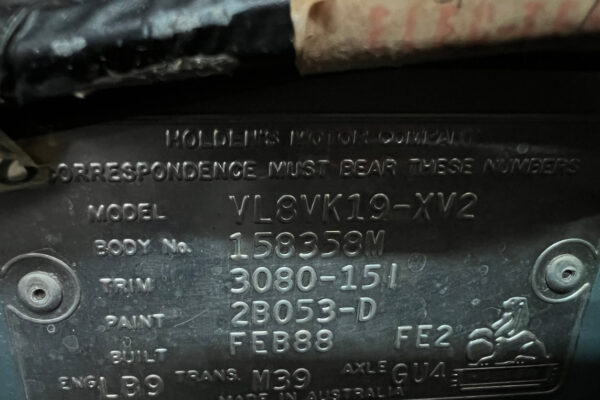 HOLDEN'S MOTOR COMPANY
CORRESPONDENCE MUST BEAR THESE NUMBERS
MODEL VL8VK19-XV2
BODY No. 158358M
TRIM 3080-151
PAINT 2B053-D
BUILT FEB88 FE2
ENG. LB9 TRANS. M39 AXLE GU4
MADE IN AUSTRALIA